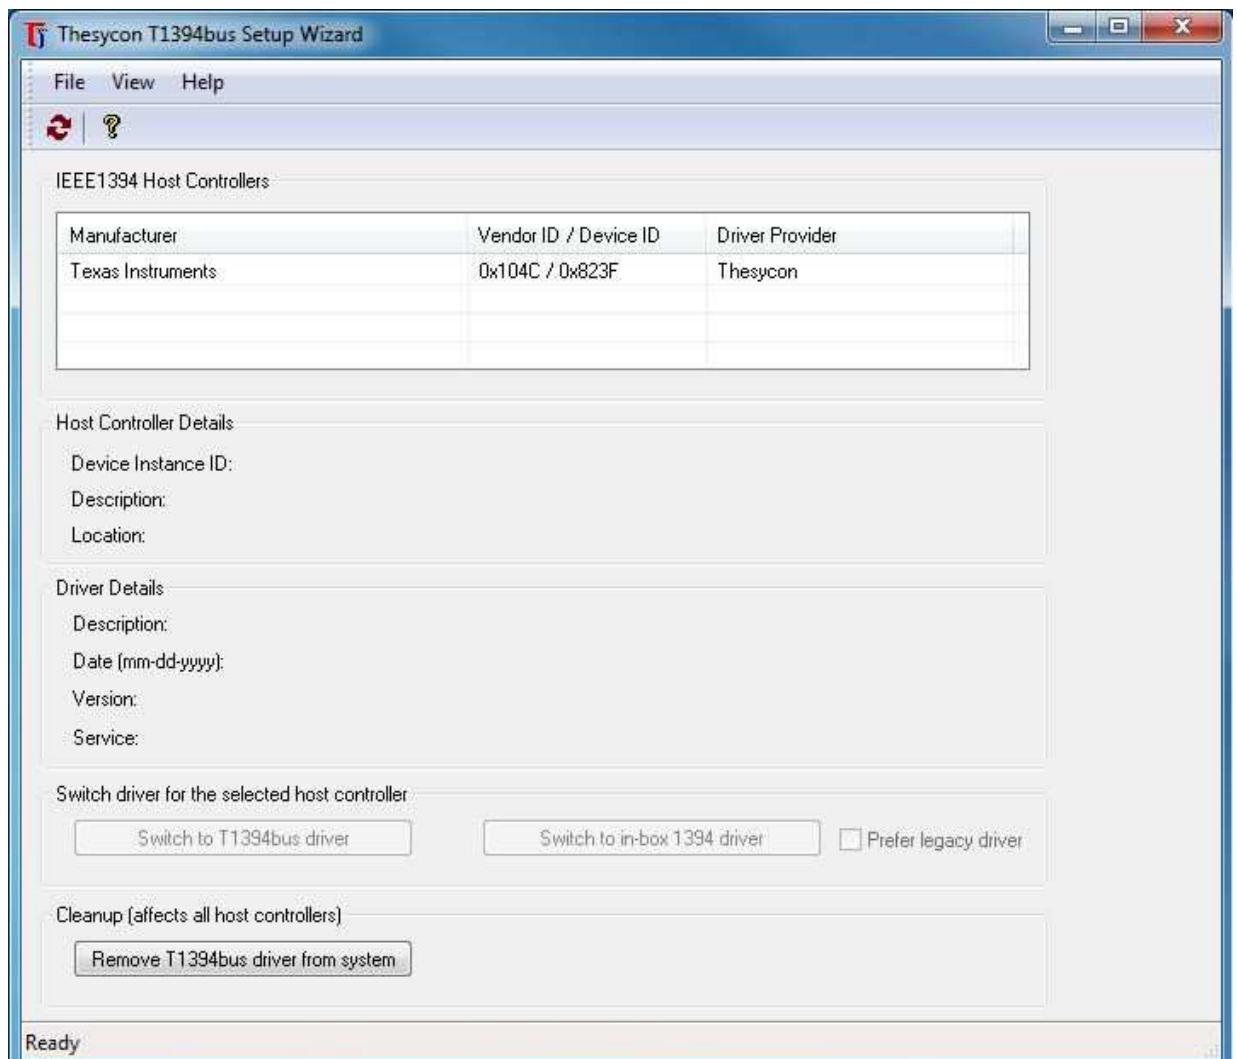 Thesycon T1394bus Setup Wizard
File View Help
IEEE1394 Host Controllers
Manufacturer Vendor ID / Device ID Driver Provider
Texas Instruments 0x104C / 0x823F Thesycon
Host Controller Details
Device Instance ID:
Description:
Location:
Driver Details
Description:
Date (mm-dd-yyyy):
Version:
Service:
Switch driver for the selected host controller
Switch to T1394bus driver Switch to in-box 1394 driver Prefer legacy driver
Cleanup (affects all host controllers)
Remove T1394bus driver from system
Ready